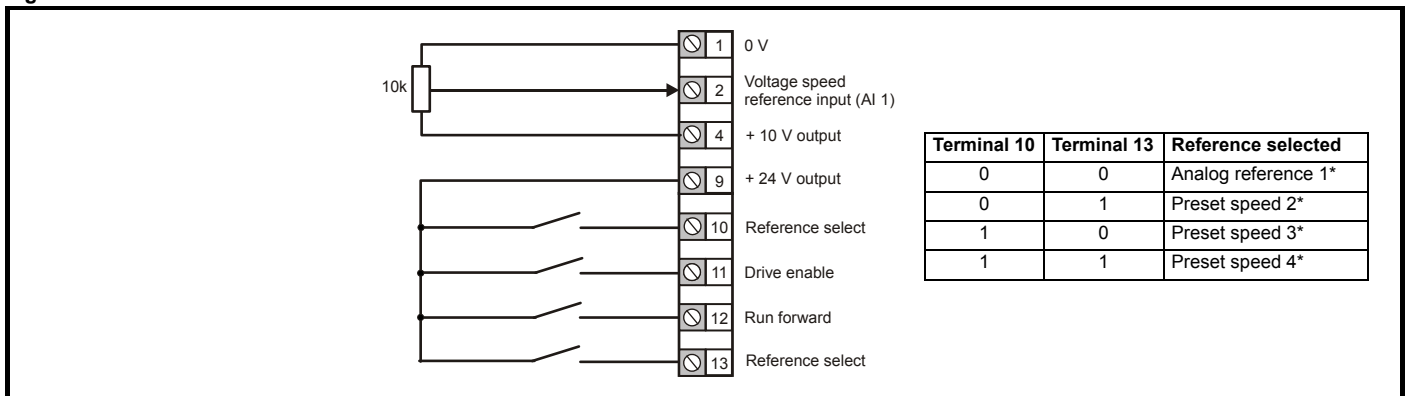 10k
1 0 V
2 Voltage speed
reference input (AI 1)
4 + 10 V output
9 + 24 V output
10 Reference select
11 Drive enable
12 Run forward
13 Reference select
Terminal 10 Terminal 13 Reference selected
0 0 Analog reference 1*
0 1 Preset speed 2*
1 0 Preset speed 3*
1 1 Preset speed 4*